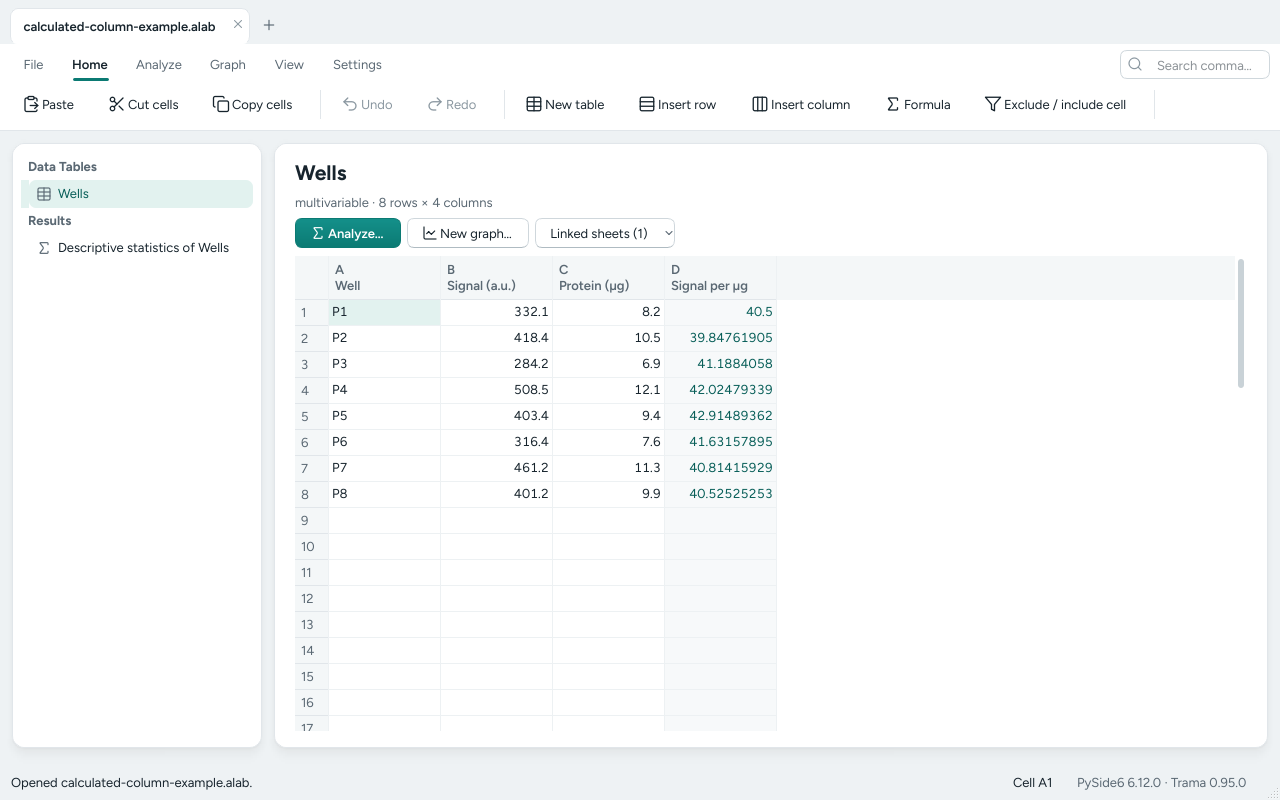 calculated-column-example.alab
File Home Analyze Graph View Settings Search comma...
Paste Cut cells Copy cells Undo Redo New table Insert row Insert column Formula Exclude / include cell
Data Tables
Wells
Results
Descriptive statistics of Wells
Wells
multivariable · 8 rows × 4 columns
Analyze... New graph... Linked sheets (1)
A B C D
Well Signal (a.u.) Protein (µg) Signal per µg
1 P1 332.1 8.2 40.5
2 P2 418.4 10.5 39.84761905
3 P3 284.2 6.9 41.1884058
4 P4 508.5 12.1 42.02479339
5 P5 403.4 9.4 42.91489362
6 P6 316.4 7.6 41.63157895
7 P7 461.2 11.3 40.81415929
8 P8 401.2 9.9 40.52525253
9
10
11
12
13
14
15
16
17
Opened calculated-column-example.alab. Cell A1 PySide6 6.12.0 · Trama 0.95.0